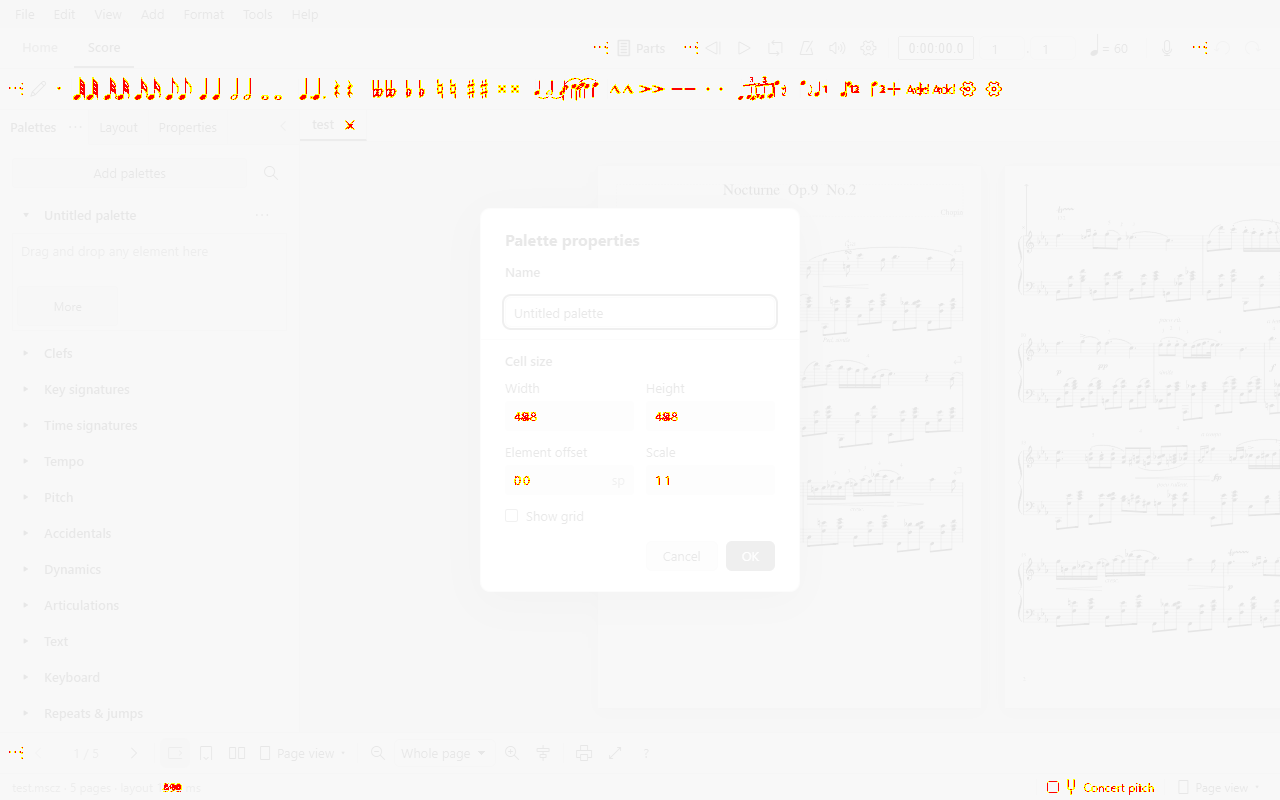 File Edit View Add Format Tools Help
Home Score Parts 0:00:00.0 1 1 = 60
Palettes Layout Properties test
Add palettes
Untitled palette
Drag and drop any element here
More
Clefs
Key signatures
Time signatures
Tempo
Pitch
Accidentals
Dynamics
Articulations
Text
Keyboard
Repeats & jumps
Nocturne Op.9 No.2
Chopin
Palette properties
Name
Untitled palette
Cell size
Width Height
Element offset Scale
sp
Show grid
Cancel OK
1 / 5 Page view Whole page ?
test.mscz · 5 pages · layout ms Concert pitch Page view